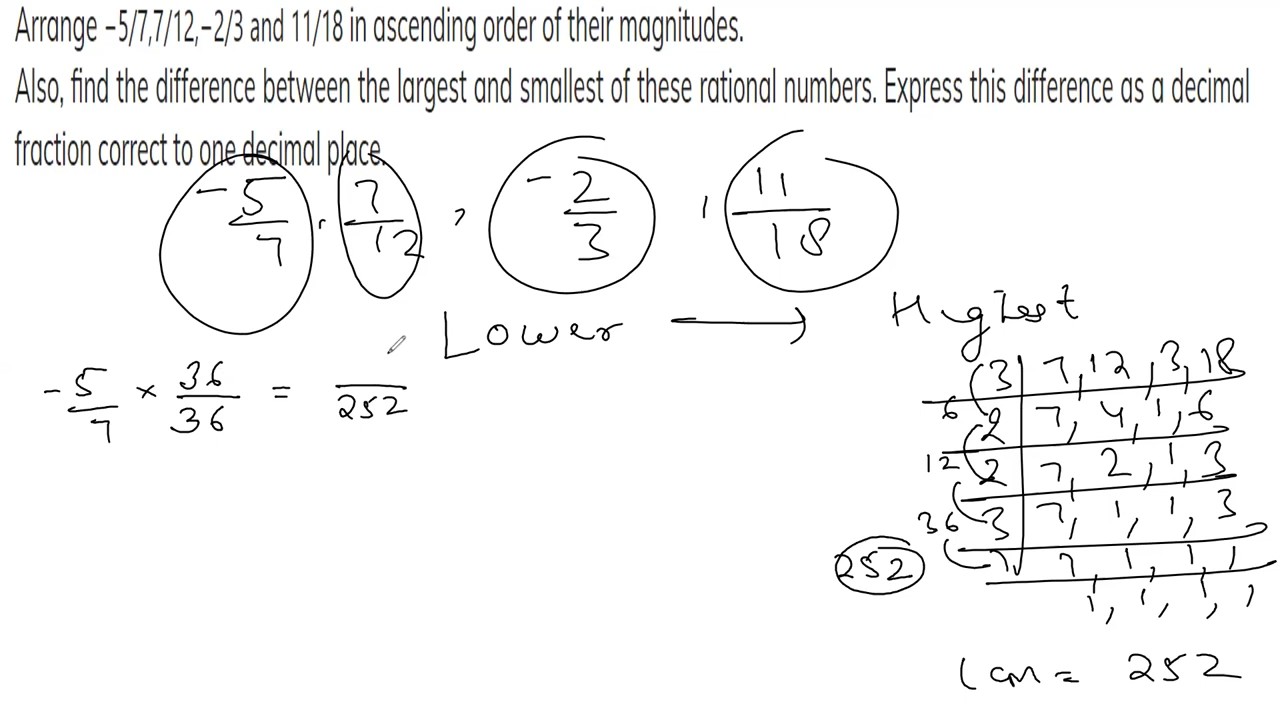 Arrange −5/7,7/12,−2/3 and 11/18 in ascending order of their magnitudes.
Also, find the difference between the largest and smallest of these rational numbers. Express this difference as a decimal
fraction correct to one decimal place.
-5/7, 7/12, -2/3, 11/18
Lower → Highest
-5/7 × 36/36 = /252
3 | 7, 12, 3, 18
6 2 | 7, 4, 1, 6
12 2 | 7, 2, 1, 3
36 3 | 7, 1, 1, 3
252 7 | 7, 1, 1, 1
1, 1, 1,
Lcm = 252